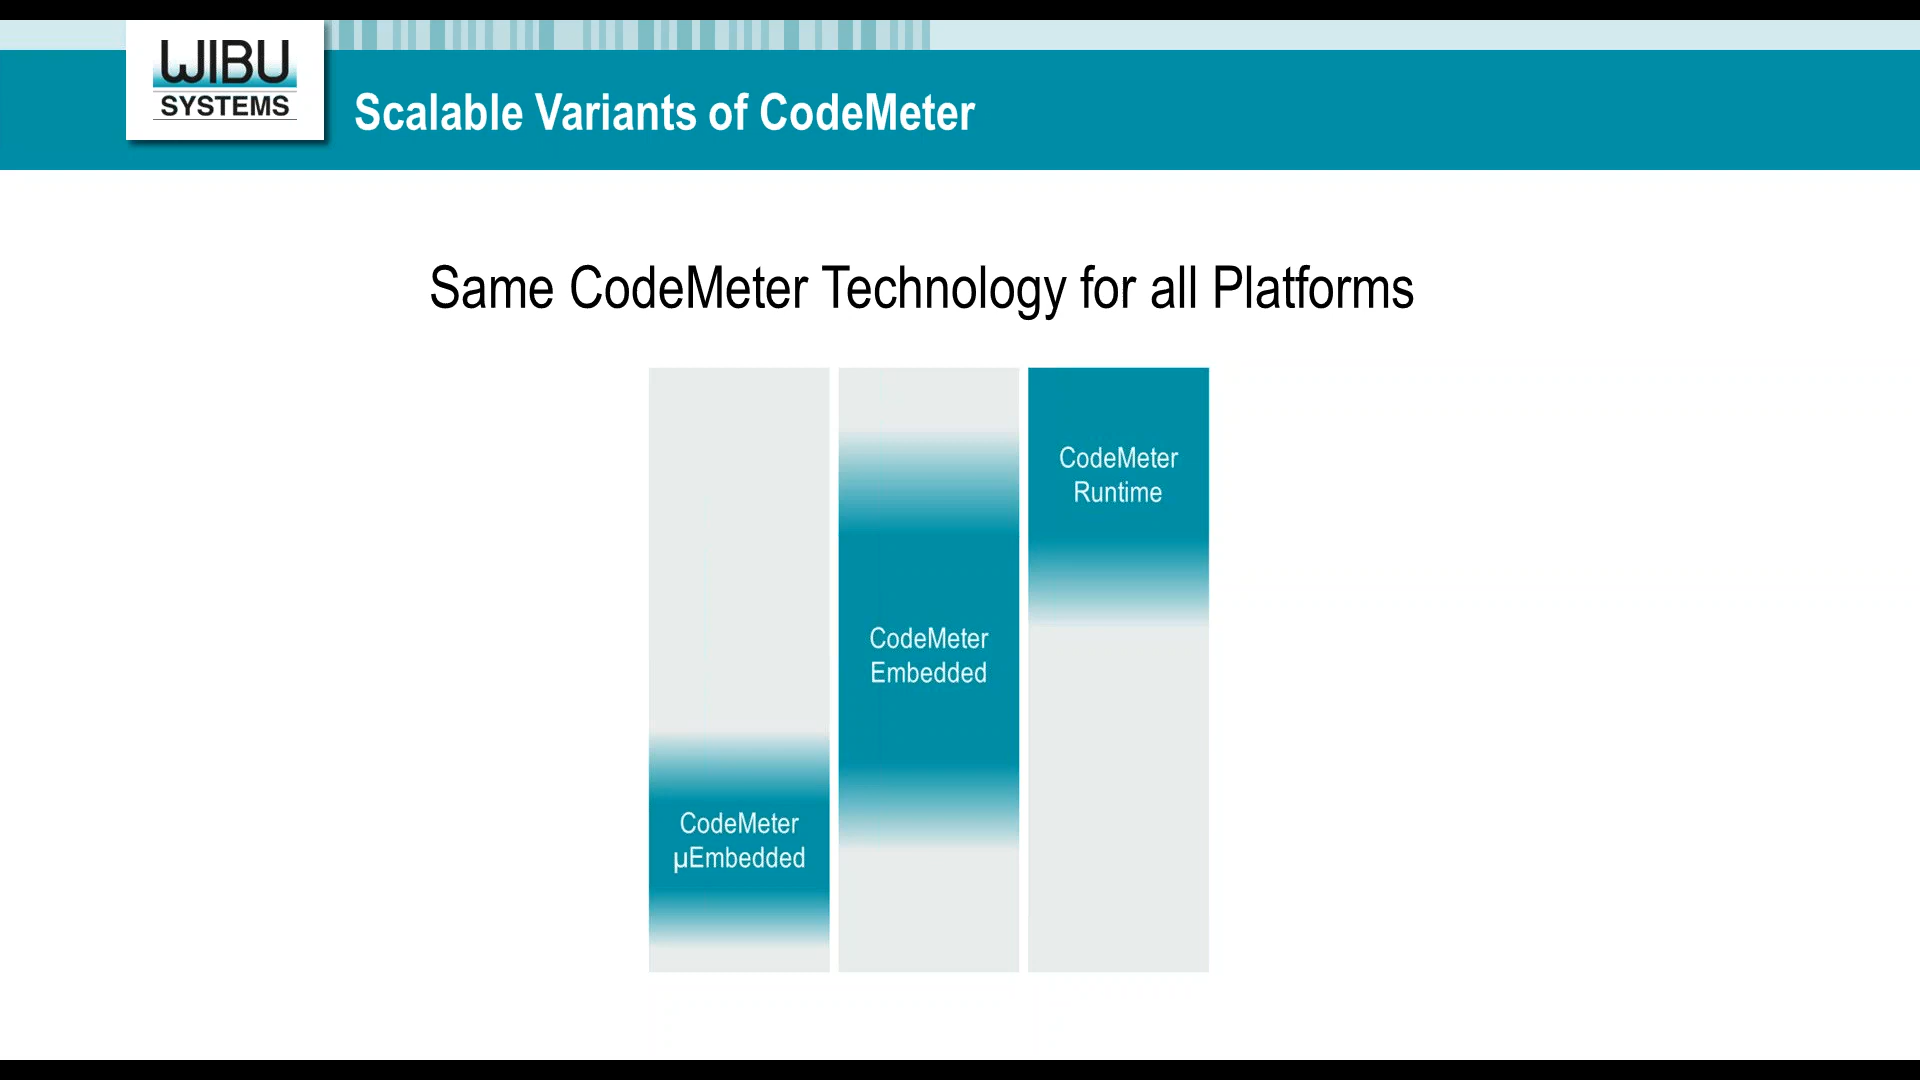 WIBU
SYSTEMS
Scalable Variants of CodeMeter
Same CodeMeter Technology for all Platforms
CodeMeter
Runtime
CodeMeter
Embedded
CodeMeter
µEmbedded